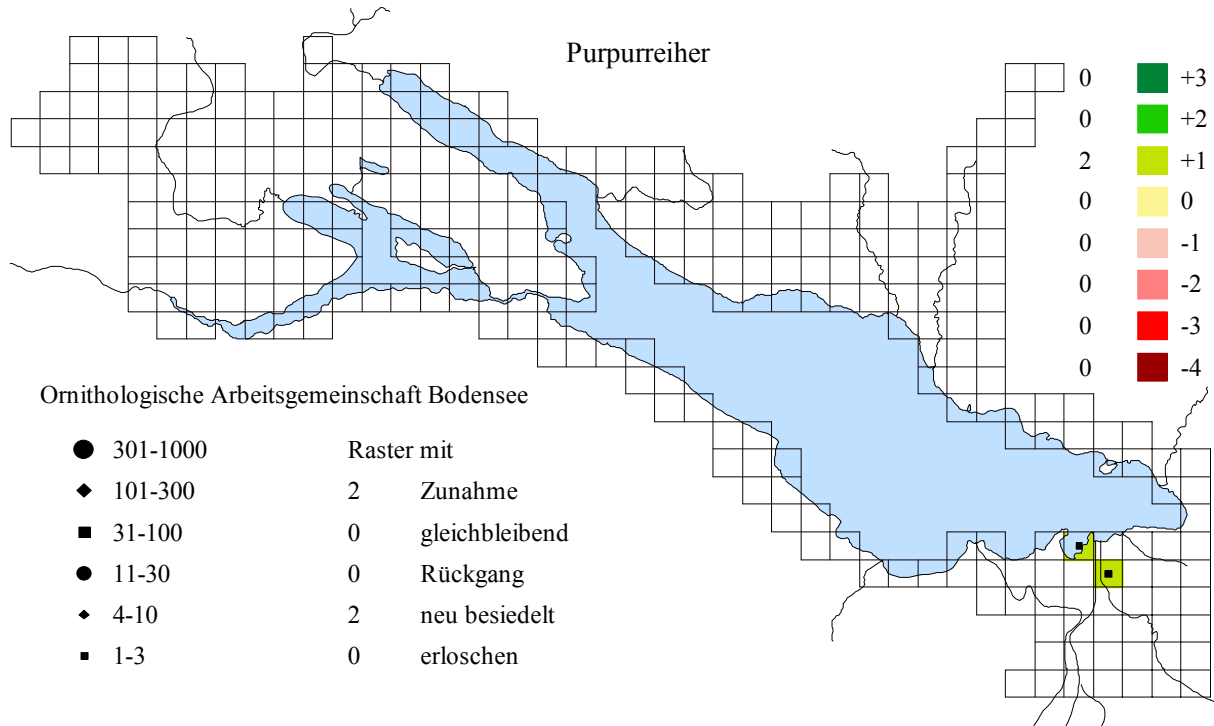 Purpurreiher
0 +3
0 +2
2 +1
0 0
0 -1
0 -2
0 -3
0 -4
Ornithologische Arbeitsgemeinschaft Bodensee
301-1000 Raster mit
101-300 2 Zunahme
31-100 0 gleichbleibend
11-30 0 Rückgang
4-10 2 neu besiedelt
1-3 0 erloschen